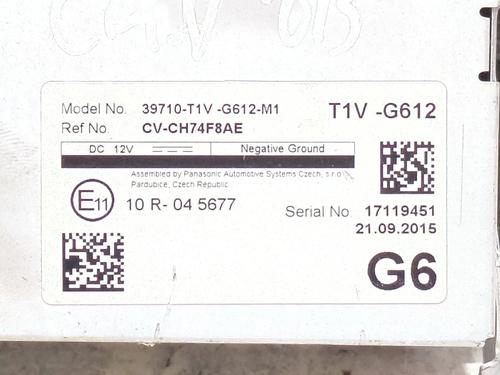 Model No. 39710-T1V -G612-M1 T1V -G612
Ref No. CV-CH74F8AE
DC 12V Negative Ground
Assembled by Panasonic Automotive Systems Czech, s.r.o
Pardubice, Czech Republic
E11 10 R- 04 5677
Serial No. 17119451
21.09.2015
G6